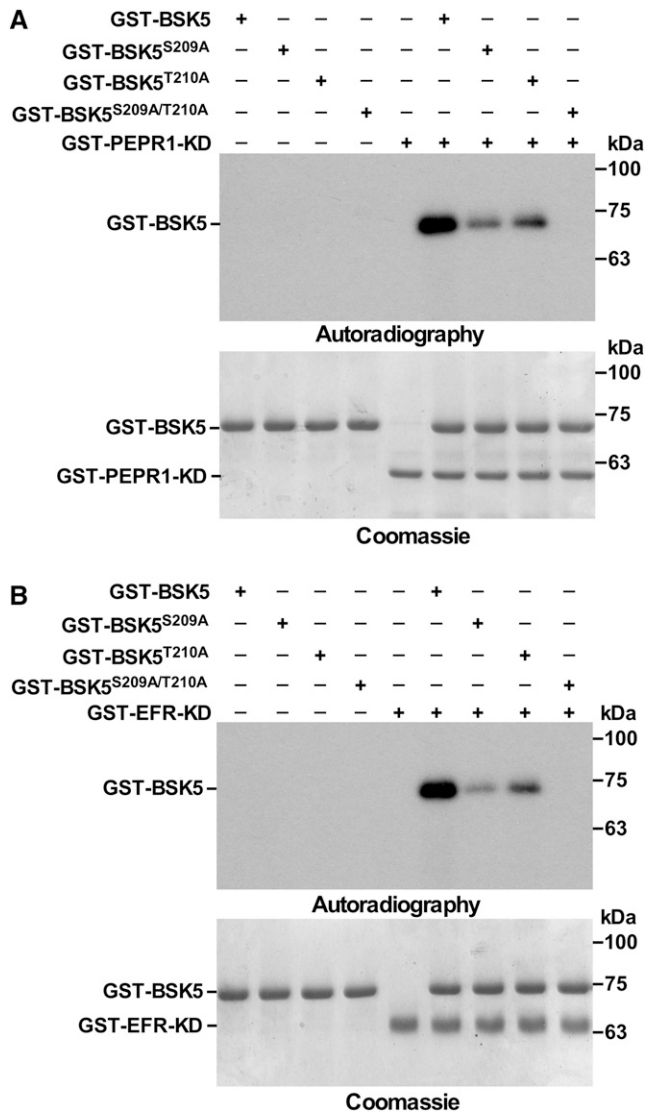 A
GST-BSK5 + – – – – + – – –
GST-BSK5S209A – + – – – – + – –
GST-BSK5T210A – – + – – – – + –
GST-BSK5S209A/T210A – – – + – – – – +
GST-PEPR1-KD – – – – + + + + + kDa
–100
GST-BSK5– –75
–63
Autoradiography
kDa
–100
GST-BSK5– –75
GST-PEPR1-KD– –63
Coomassie
B
GST-BSK5 + – – – – + – – –
GST-BSK5S209A – + – – – – + – –
GST-BSK5T210A – – + – – – – + –
GST-BSK5S209A/T210A – – – + – – – – +
GST-EFR-KD – – – – + + + + + kDa
–100
GST-BSK5– –75
–63
Autoradiography
kDa
–100
GST-BSK5– –75
GST-EFR-KD– –63
Coomassie